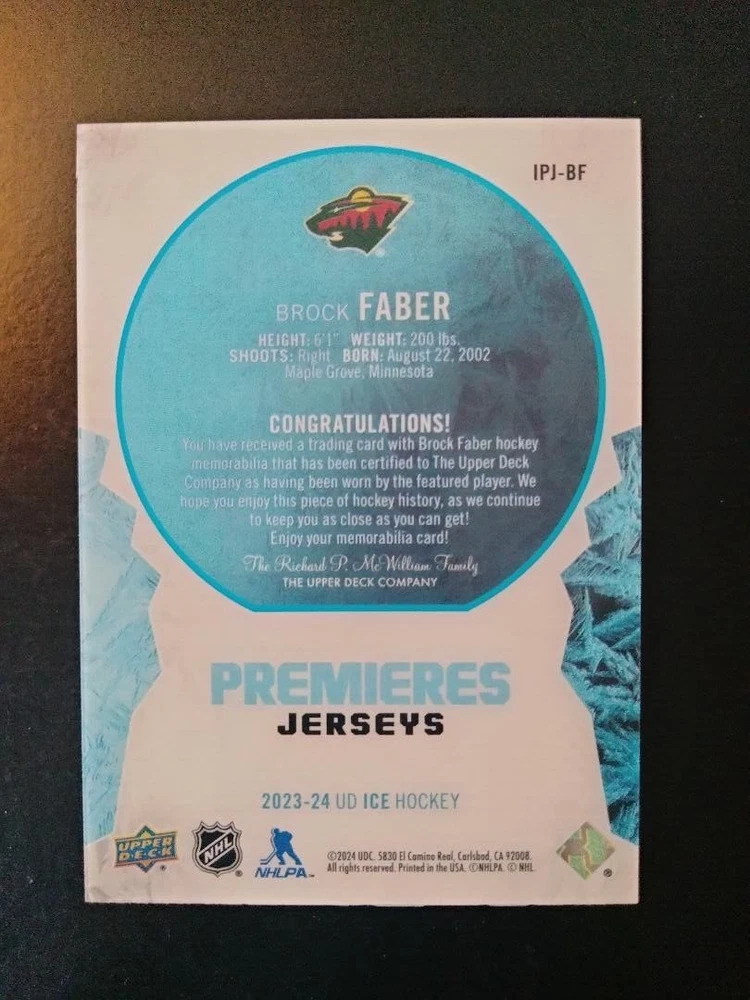 IPJ-BF
BROCK FABER
HEIGHT: 6'1" WEIGHT: 200 lbs.
SHOOTS: Right BORN: August 22, 2002
Maple Grove, Minnesota
CONGRATULATIONS!
You have received a trading card with Brock Faber hockey
memorabilia that has been certified to The Upper Deck
Company as having been worn by the featured player. We
hope you enjoy this piece of hockey history, as we continue
to keep you as close as you can get!
Enjoy your memorabilia card!
The Richard P. McWilliam Family
THE UPPER DECK COMPANY
PREMIERES
JERSEYS
2023-24 UD ICE HOCKEY
UPPER
D·E·C·K
®
NHL
®
NHLPA™
©2024 UDC. 5830 El Camino Real, Carlsbad, CA 92008.
All rights reserved. Printed in the USA. ©NHLPA. © NHL.
®